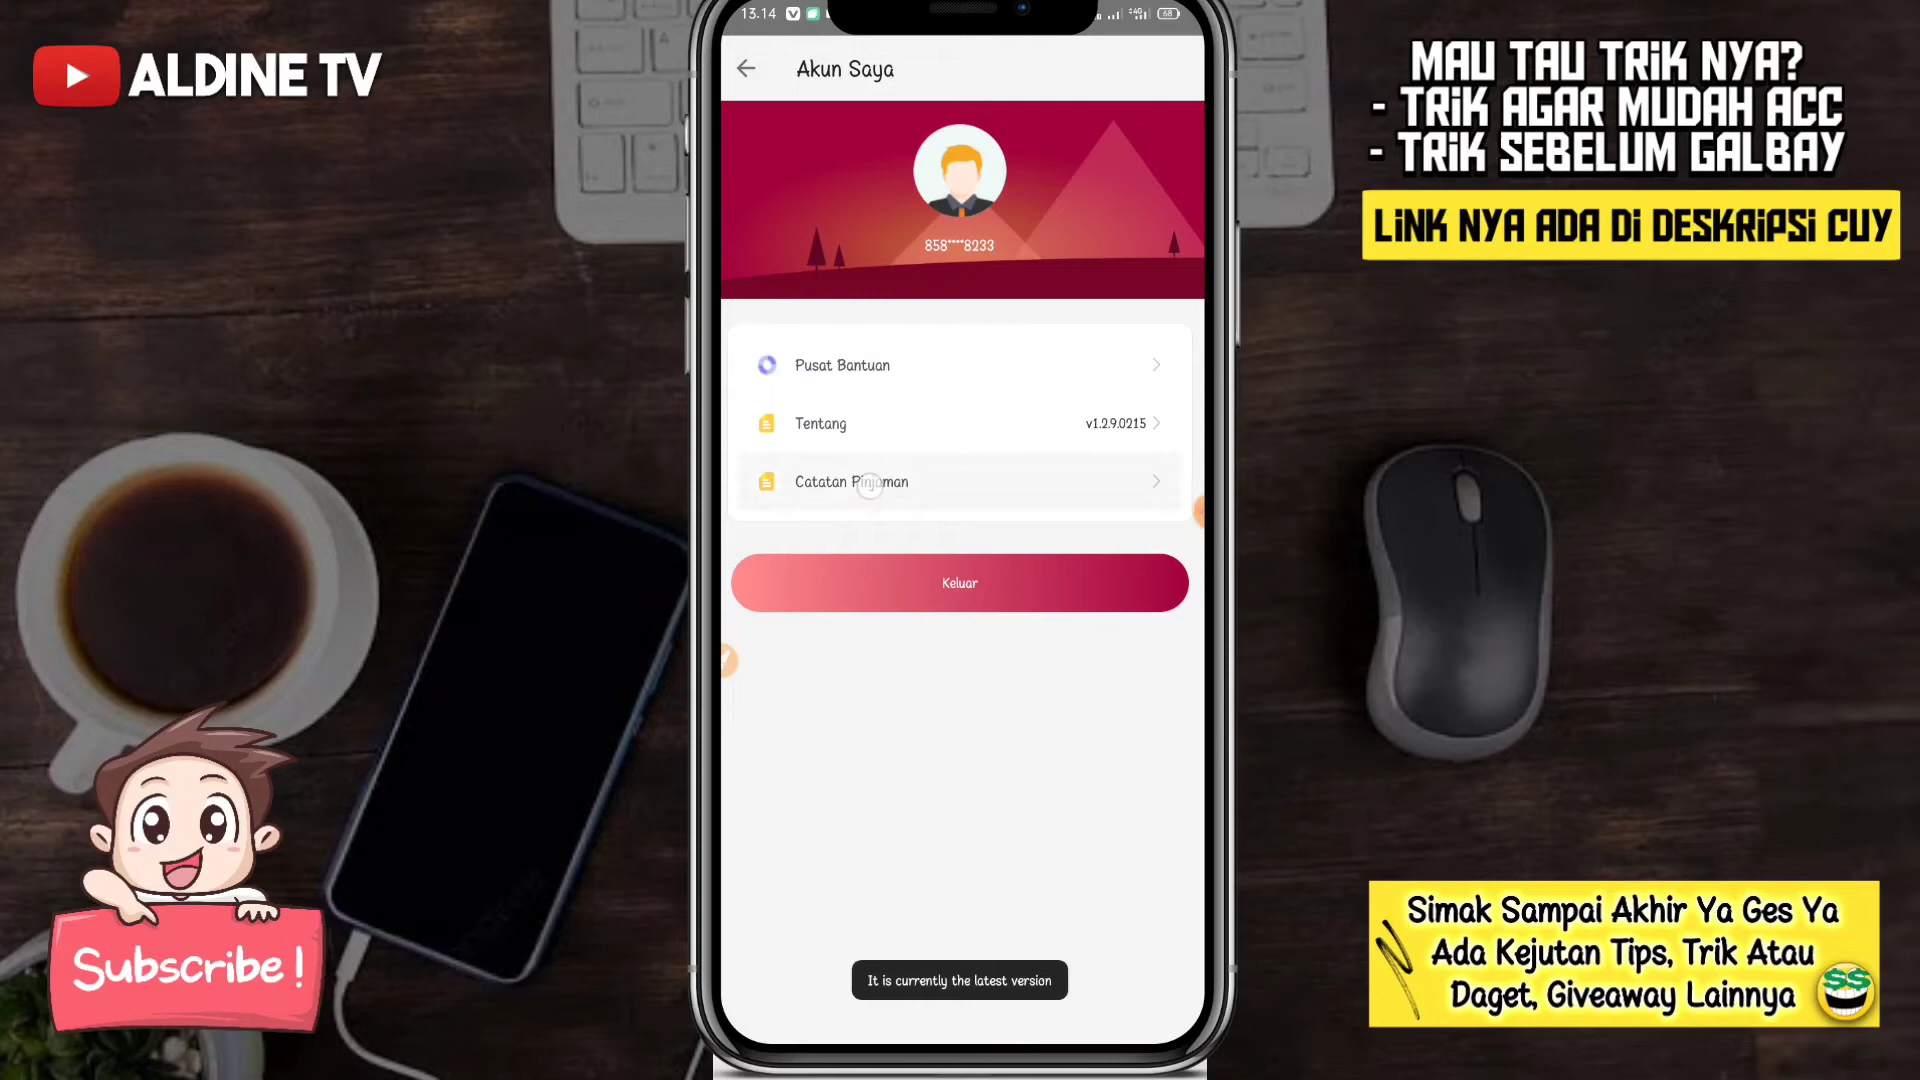 ALDINE TV
13.14
68
Akun Saya
858****8233
Pusat Bantuan
Tentang
v1.2.9.0215
Catatan Pinjaman
Keluar
It is currently the latest version
MAU TAU TRIK NYA?
- TRIK AGAR MUDAH ACC
- TRIK SEBELUM GALBAY
LINK NYA ADA DI DESKRIPSI CUY
Subscribe !
Simak Sampai Akhir Ya Ges Ya
Ada Kejutan Tips, Trik Atau
Daget, Giveaway Lainnya